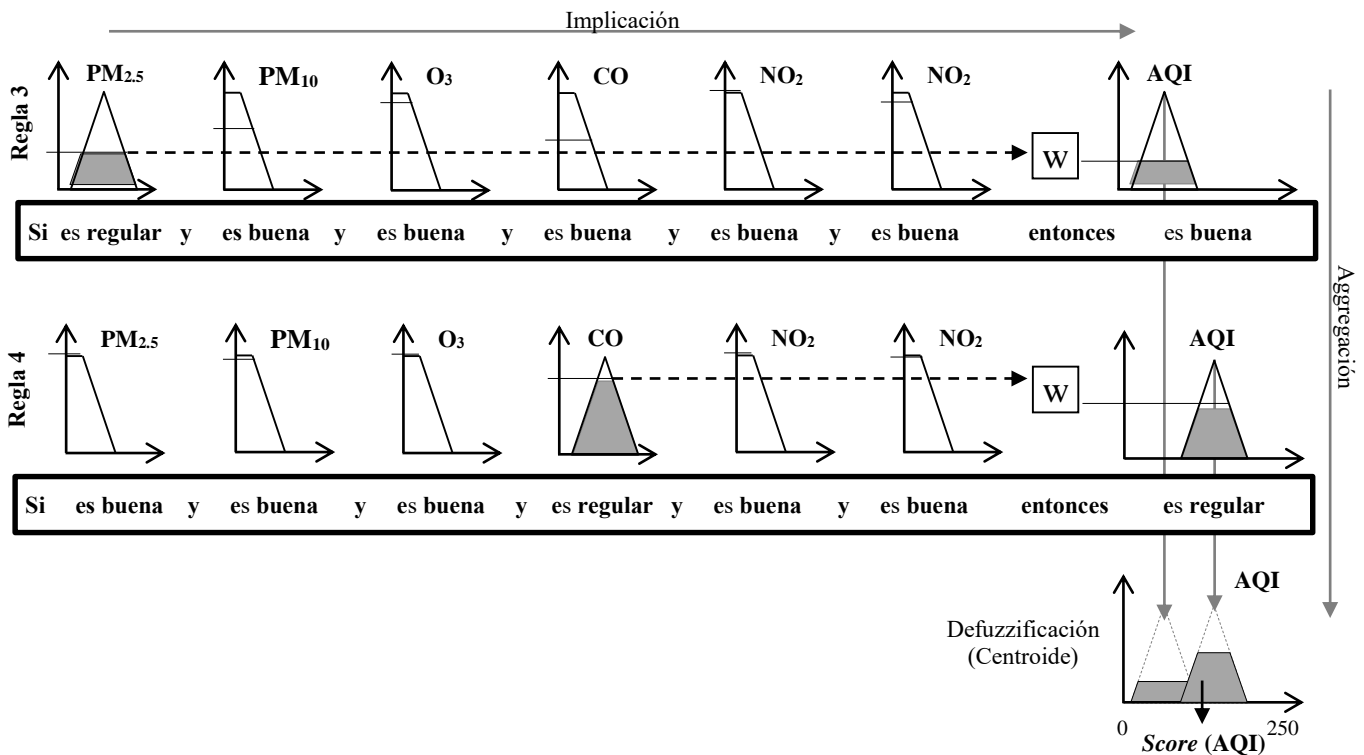 Implicación
Regla 3
PM2.5 PM10 O3 CO NO2 NO2 AQI
W
Si es regular y es buena y es buena y es buena y es buena y es buena entonces es buena
Aggregación
Regla 4
PM2.5 PM10 O3 CO NO2 NO2 AQI
W
Si es buena y es buena y es buena y es regular y es buena y es buena entonces es regular
AQI
Defuzzificación
(Centroide)
0 250
Score (AQI)